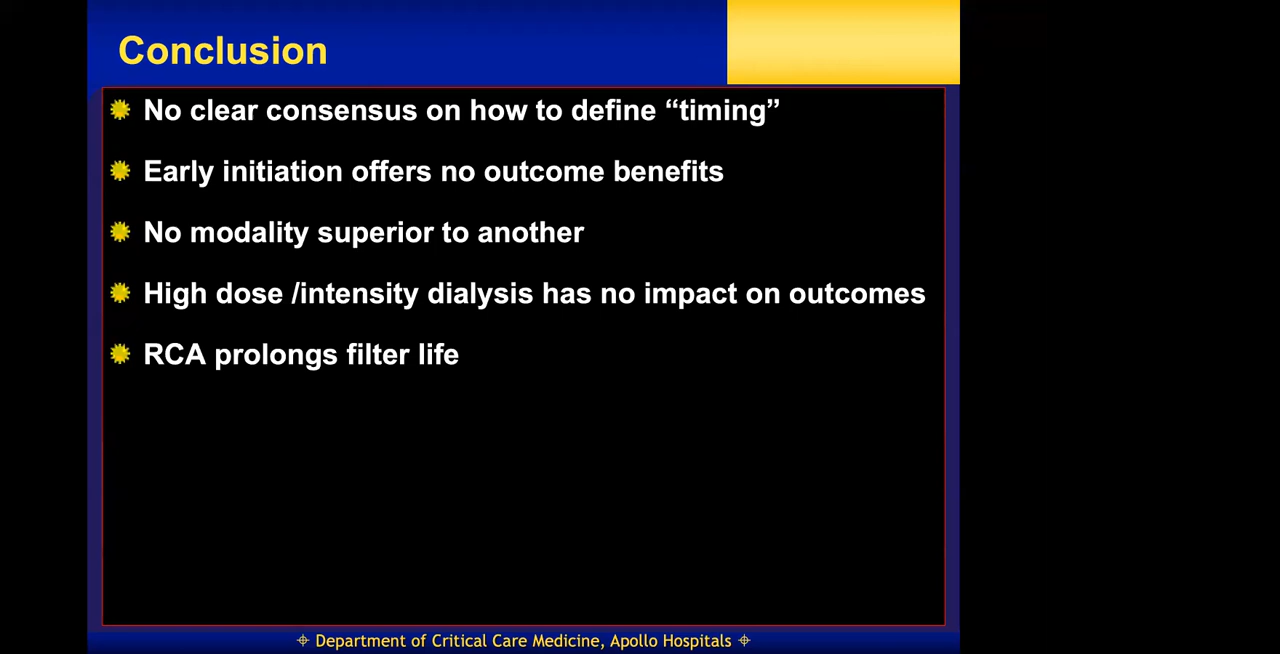 Conclusion
No clear consensus on how to define “timing”
Early initiation offers no outcome benefits
No modality superior to another
High dose /intensity dialysis has no impact on outcomes
RCA prolongs filter life
Department of Critical Care Medicine, Apollo Hospitals